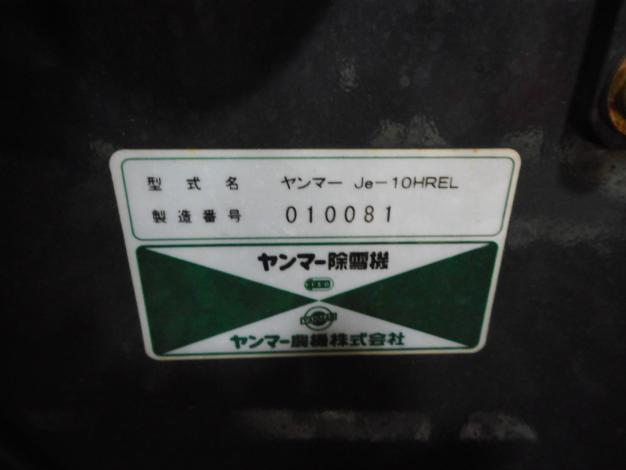 型式名 ヤンマー Je-10HREL
製造番号 010081
ヤンマー除雪機
YANMAR
ヤンマー農機株式会社